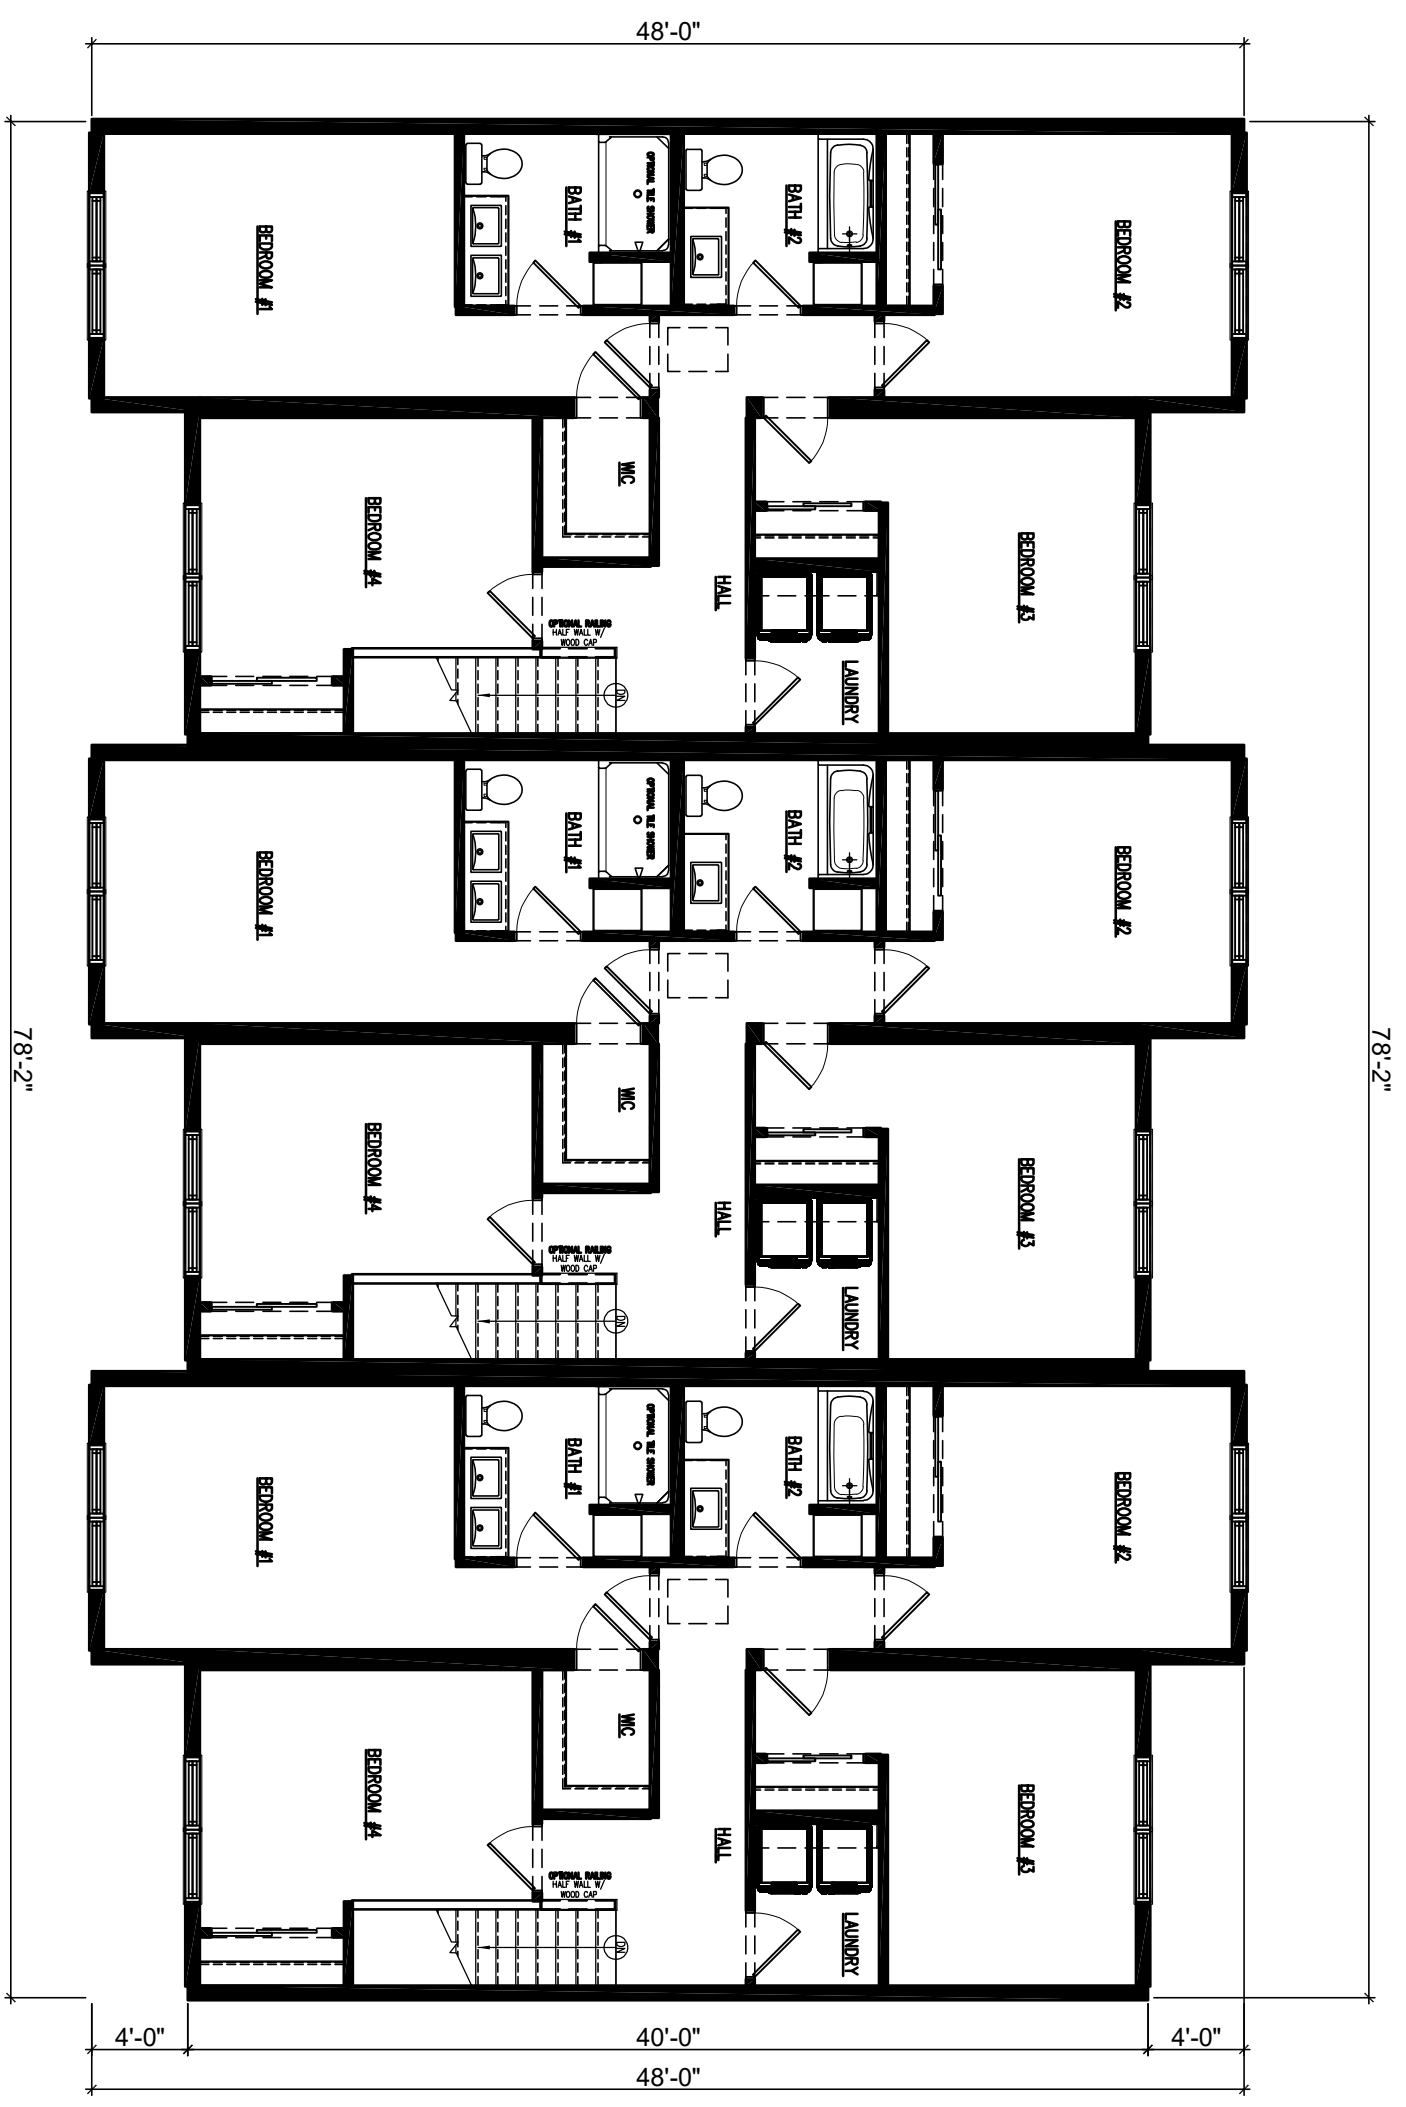 48'-0"
OPTIONAL TILE SHOWER
BATH #1
BATH #2
BEDROOM #1
BEDROOM #2
WIC
BEDROOM #4
BEDROOM #3
HALL
OPTIONAL RAILING
HALF WALL W/
WOOD CAP
LAUNDRY
DN
OPTIONAL TILE SHOWER
BATH #1
BATH #2
BEDROOM #1
BEDROOM #2
78'-2"
78'-2"
WIC
BEDROOM #4
BEDROOM #3
HALL
OPTIONAL RAILING
HALF WALL W/
WOOD CAP
LAUNDRY
DN
OPTIONAL TILE SHOWER
BATH #1
BATH #2
BEDROOM #1
BEDROOM #2
WIC
BEDROOM #4
BEDROOM #3
HALL
OPTIONAL RAILING
HALF WALL W/
WOOD CAP
LAUNDRY
DN
4'-0"
40'-0"
4'-0"
48'-0"